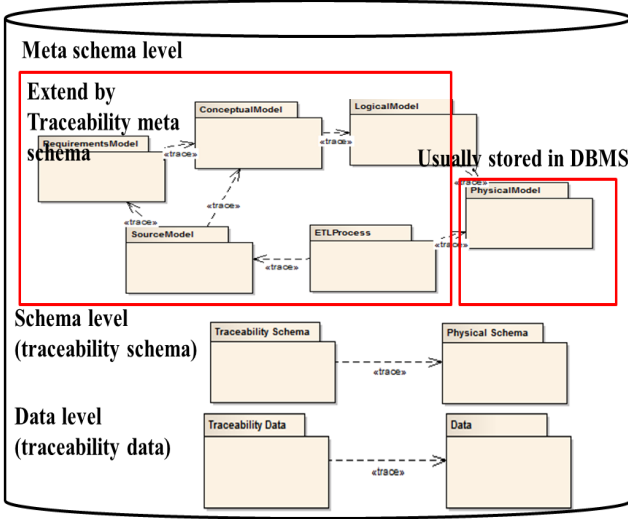 Meta schema level
Extend by
Traceability meta
schema
ConceptualModel
LogicalModel
RequirementsModel
«trace»
«trace»
Usually stored in DBMS
«trace»
PhysicalModel
«trace»
«trace»
SourceModel
ETLProcess
«trace»
«trace»
Schema level
(traceability schema)
Traceability Schema
Physical Schema
«trace»
Data level
(traceability data)
Traceability Data
Data
«trace»